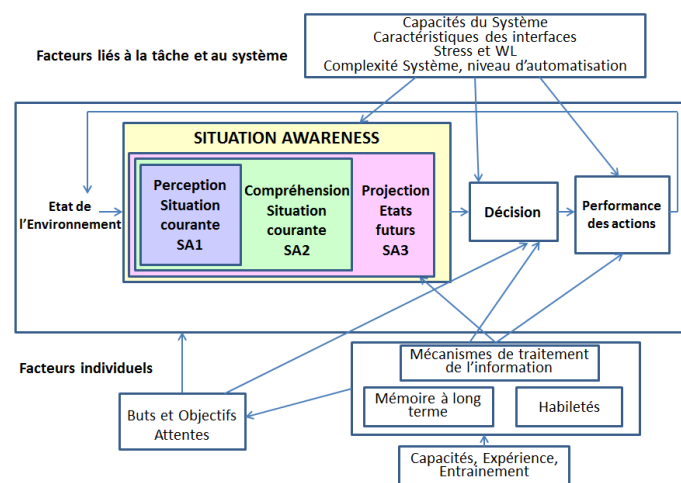 Capacités du Système
Caractéristiques des interfaces
Stress et WL
Complexité Système, niveau d'automatisation
Facteurs liés à la tâche et au système
SITUATION AWARENESS
Perception
Situation
courante
SA1
Compréhension
Situation
courante
SA2
Projection
Etats
futurs
SA3
Etat de
l'Environnement
Décision
Performance
des actions
Facteurs individuels
Mécanismes de traitement
de l'information
Mémoire à long
terme
Habiletés
Buts et Objectifs
Attentes
Capacités, Expérience,
Entrainement